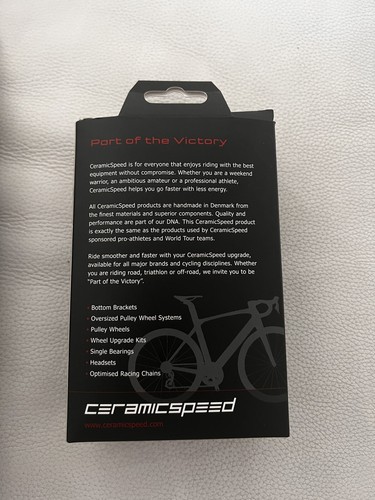 Part of the Victory
CeramicSpeed is for everyone that enjoys riding with the best
equipment without compromise. Whether you are a weekend
warrior, an ambitious amateur or a professional athlete,
CeramicSpeed helps you go faster with less energy.
All CeramicSpeed products are handmade in Denmark from
the finest materials and superior components. Quality and
performance are part of our DNA. This CeramicSpeed product
is exactly the same as the products used by CeramicSpeed
sponsored pro-athletes and World Tour teams.
Ride smoother and faster with your CeramicSpeed upgrade,
available for all major brands and cycling disciplines. Whether
you are riding road, triathlon or off-road, we invite you to be
"Part of the Victory".
· Bottom Brackets
· Oversized Pulley Wheel Systems
· Pulley Wheels
· Wheel Upgrade Kits
· Single Bearings
· Headsets
· Optimised Racing Chains
ceramicspeed
www.ceramicspeed.com